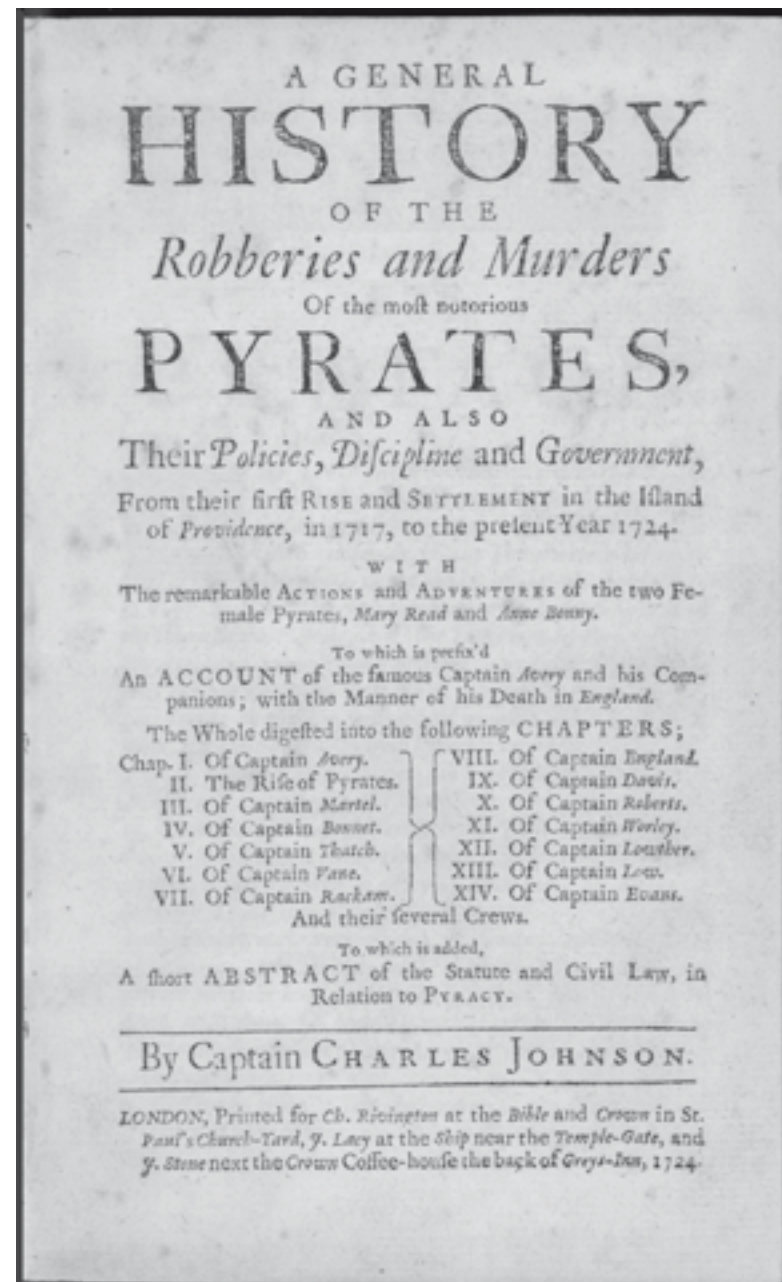 A GENERAL
HISTORY
OF THE
Robberies and Murders
Of the moſt notorious
PYRATES,
AND ALSO
Their Policies, Diſcipline and Government,
From their firſt RISE and SETTLEMENT in the Iſland
of Providence, in 1717, to the preſent Year 1724.
WITH
The remarkable ACTIONS and ADVENTURES of the two Fe-
male Pyrates, Mary Read and Anne Bonny.
To which is prefix'd
An ACCOUNT of the famous Captain Avery and his Com-
panions; with the Manner of his Death in England.
The Whole digeſted into the following CHAPTERS;
Chap. I. Of Captain Avery.
II. The Riſe of Pyrates.
III. Of Captain Martel.
IV. Of Captain Bonnet.
V. Of Captain Thatch.
VI. Of Captain Vane.
VII. Of Captain Rackam.
VIII. Of Captain England.
IX. Of Captain Davis.
X. Of Captain Roberts.
XI. Of Captain Worley.
XII. Of Captain Lowther.
XIII. Of Captain Low.
XIV. Of Captain Evans.
And their ſeveral Crews.
To which is added,
A ſhort ABSTRACT of the Statute and Civil Law, in
Relation to PYRACY.
By Captain CHARLES JOHNSON.
LONDON, Printed for Ch. Rivington at the Bible and Crown in St.
Paul's Church-Yard, J. Lacy at the Ship near the Temple-Gate, and
J. Stone next the Crown Coffee-houſe the back of Greys-Inn, 1724.